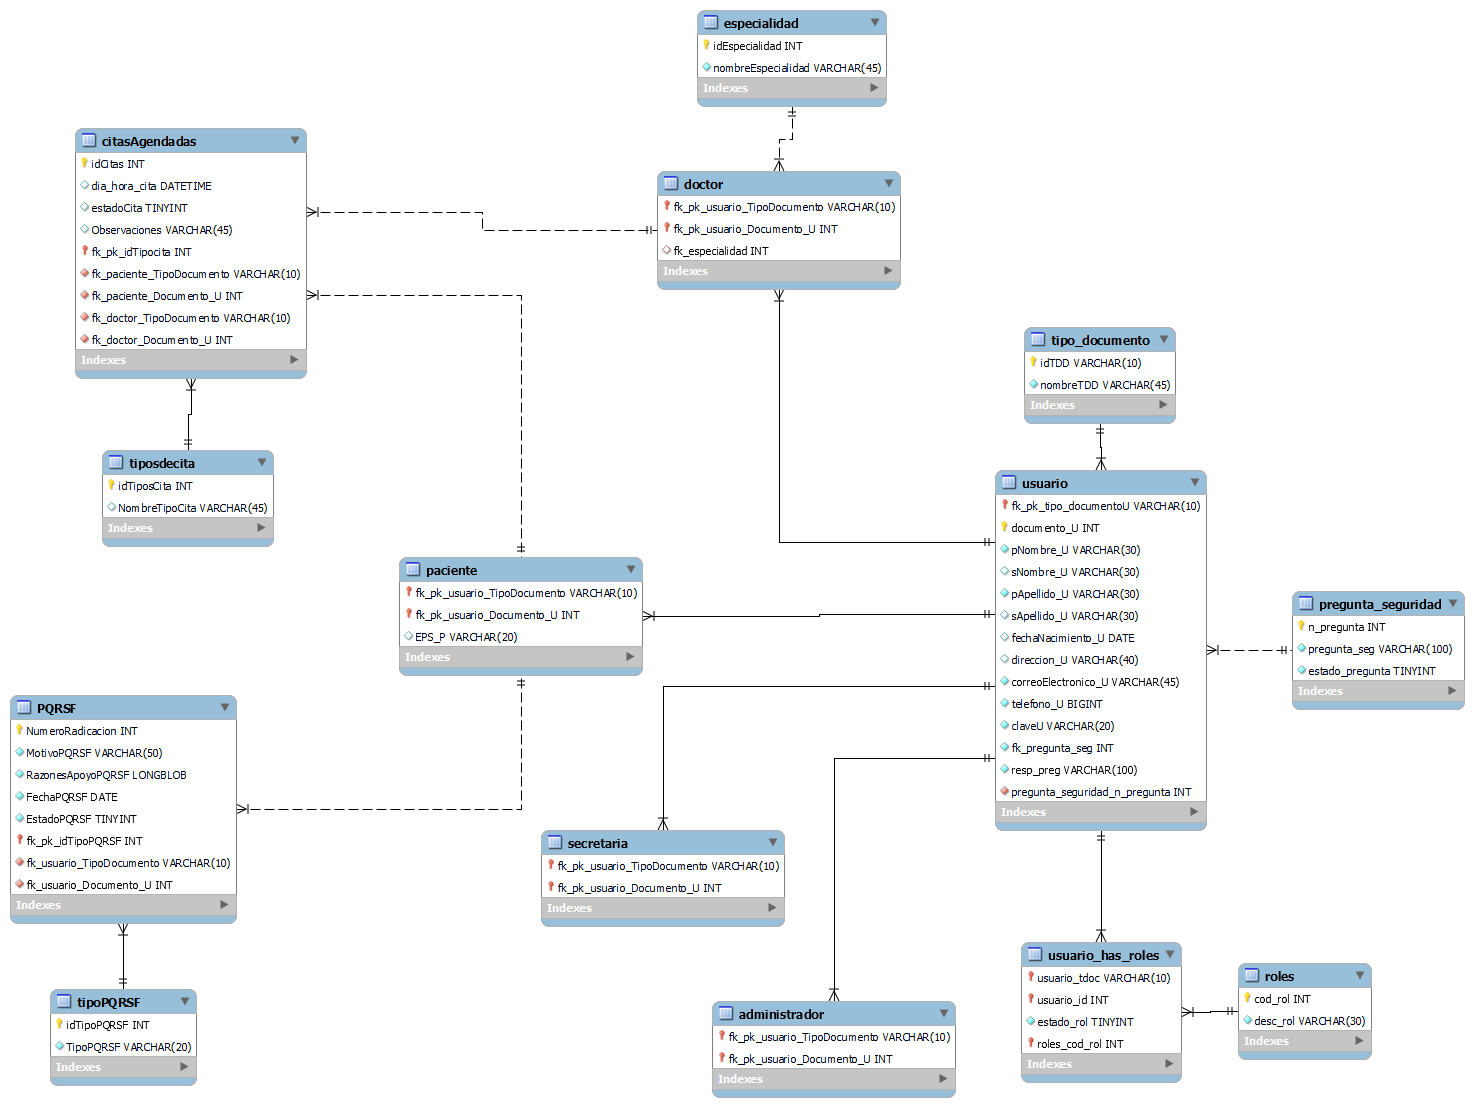 especialidad
idEspecialidad INT
nombreEspecialidad VARCHAR(45)
Indexes
citasAgendadas
idCitas INT
dia_hora_cita DATETIME
estadoCita TINYINT
Observaciones VARCHAR(45)
fk_pk_idTipocita INT
fk_paciente_TipoDocumento VARCHAR(10)
fk_paciente_Documento_U INT
fk_doctor_TipoDocumento VARCHAR(10)
fk_doctor_Documento_U INT
Indexes
doctor
fk_pk_usuario_TipoDocumento VARCHAR(10)
fk_pk_usuario_Documento_U INT
fk_especialidad INT
Indexes
tipo_documento
idTDD VARCHAR(10)
nombreTDD VARCHAR(45)
Indexes
tiposdecita
idTiposCita INT
NombreTipoCita VARCHAR(45)
Indexes
usuario
fk_pk_tipo_documentoU VARCHAR(10)
documento_U INT
pNombre_U VARCHAR(30)
sNombre_U VARCHAR(30)
pApellido_U VARCHAR(30)
sApellido_U VARCHAR(30)
fechaNacimiento_U DATE
direccion_U VARCHAR(40)
correoElectronico_U VARCHAR(45)
telefono_U BIGINT
claveU VARCHAR(20)
fk_pregunta_seg INT
resp_preg VARCHAR(100)
pregunta_seguridad_n_pregunta INT
Indexes
paciente
fk_pk_usuario_TipoDocumento VARCHAR(10)
fk_pk_usuario_Documento_U INT
EPS_P VARCHAR(20)
Indexes
pregunta_seguridad
n_pregunta INT
pregunta_seg VARCHAR(100)
estado_pregunta TINYINT
Indexes
PQRSF
NumeroRadicacion INT
MotivoPQRSF VARCHAR(50)
RazonesApoyoPQRSF LONGBLOB
FechaPQRSF DATE
EstadoPQRSF TINYINT
fk_pk_idTipoPQRSF INT
fk_usuario_TipoDocumento VARCHAR(10)
fk_usuario_Documento_U INT
Indexes
secretaria
fk_pk_usuario_TipoDocumento VARCHAR(10)
fk_pk_usuario_Documento_U INT
Indexes
tipoPQRSF
idTipoPQRSF INT
TipoPQRSF VARCHAR(20)
Indexes
administrador
fk_pk_usuario_TipoDocumento VARCHAR(10)
fk_pk_usuario_Documento_U INT
Indexes
usuario_has_roles
usuario_tdoc VARCHAR(10)
usuario_id INT
estado_rol TINYINT
roles_cod_rol INT
Indexes
roles
cod_rol INT
desc_rol VARCHAR(30)
Indexes